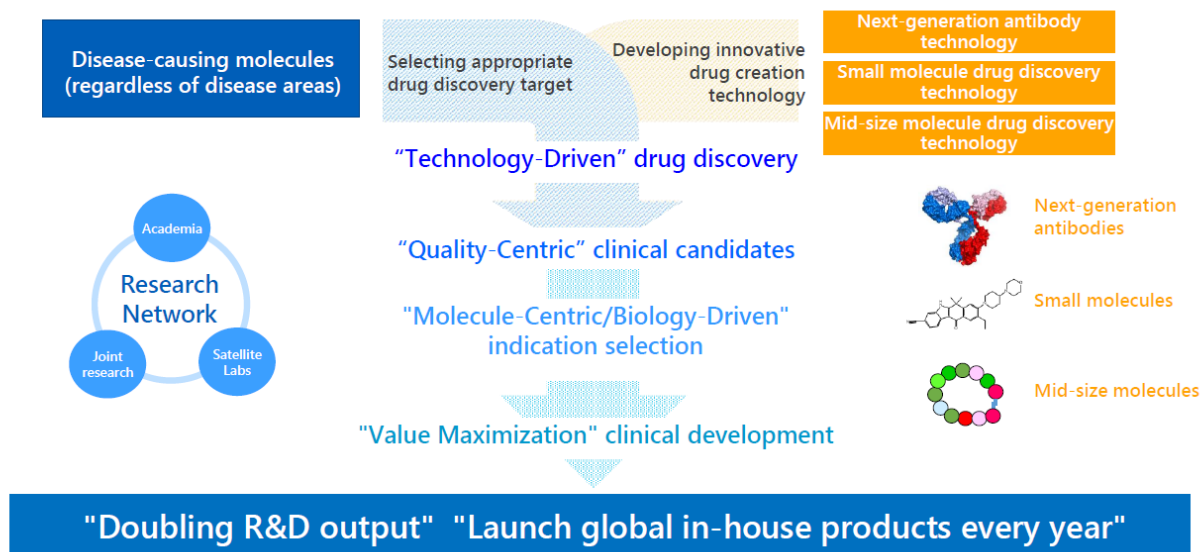 Disease-causing molecules
(regardless of disease areas)
Selecting appropriate
drug discovery target
Developing innovative
drug creation
technology
Next-generation antibody
technology
Small molecule drug discovery
technology
Mid-size molecule drug discovery
technology
“Technology-Driven” drug discovery
“Quality-Centric” clinical candidates
"Molecule-Centric/Biology-Driven"
indication selection
"Value Maximization" clinical development
Academia
Research
Network
Joint
research
Satellite
Labs
Next-generation
antibodies
Small molecules
Mid-size molecules
"Doubling R&D output" "Launch global in-house products every year"